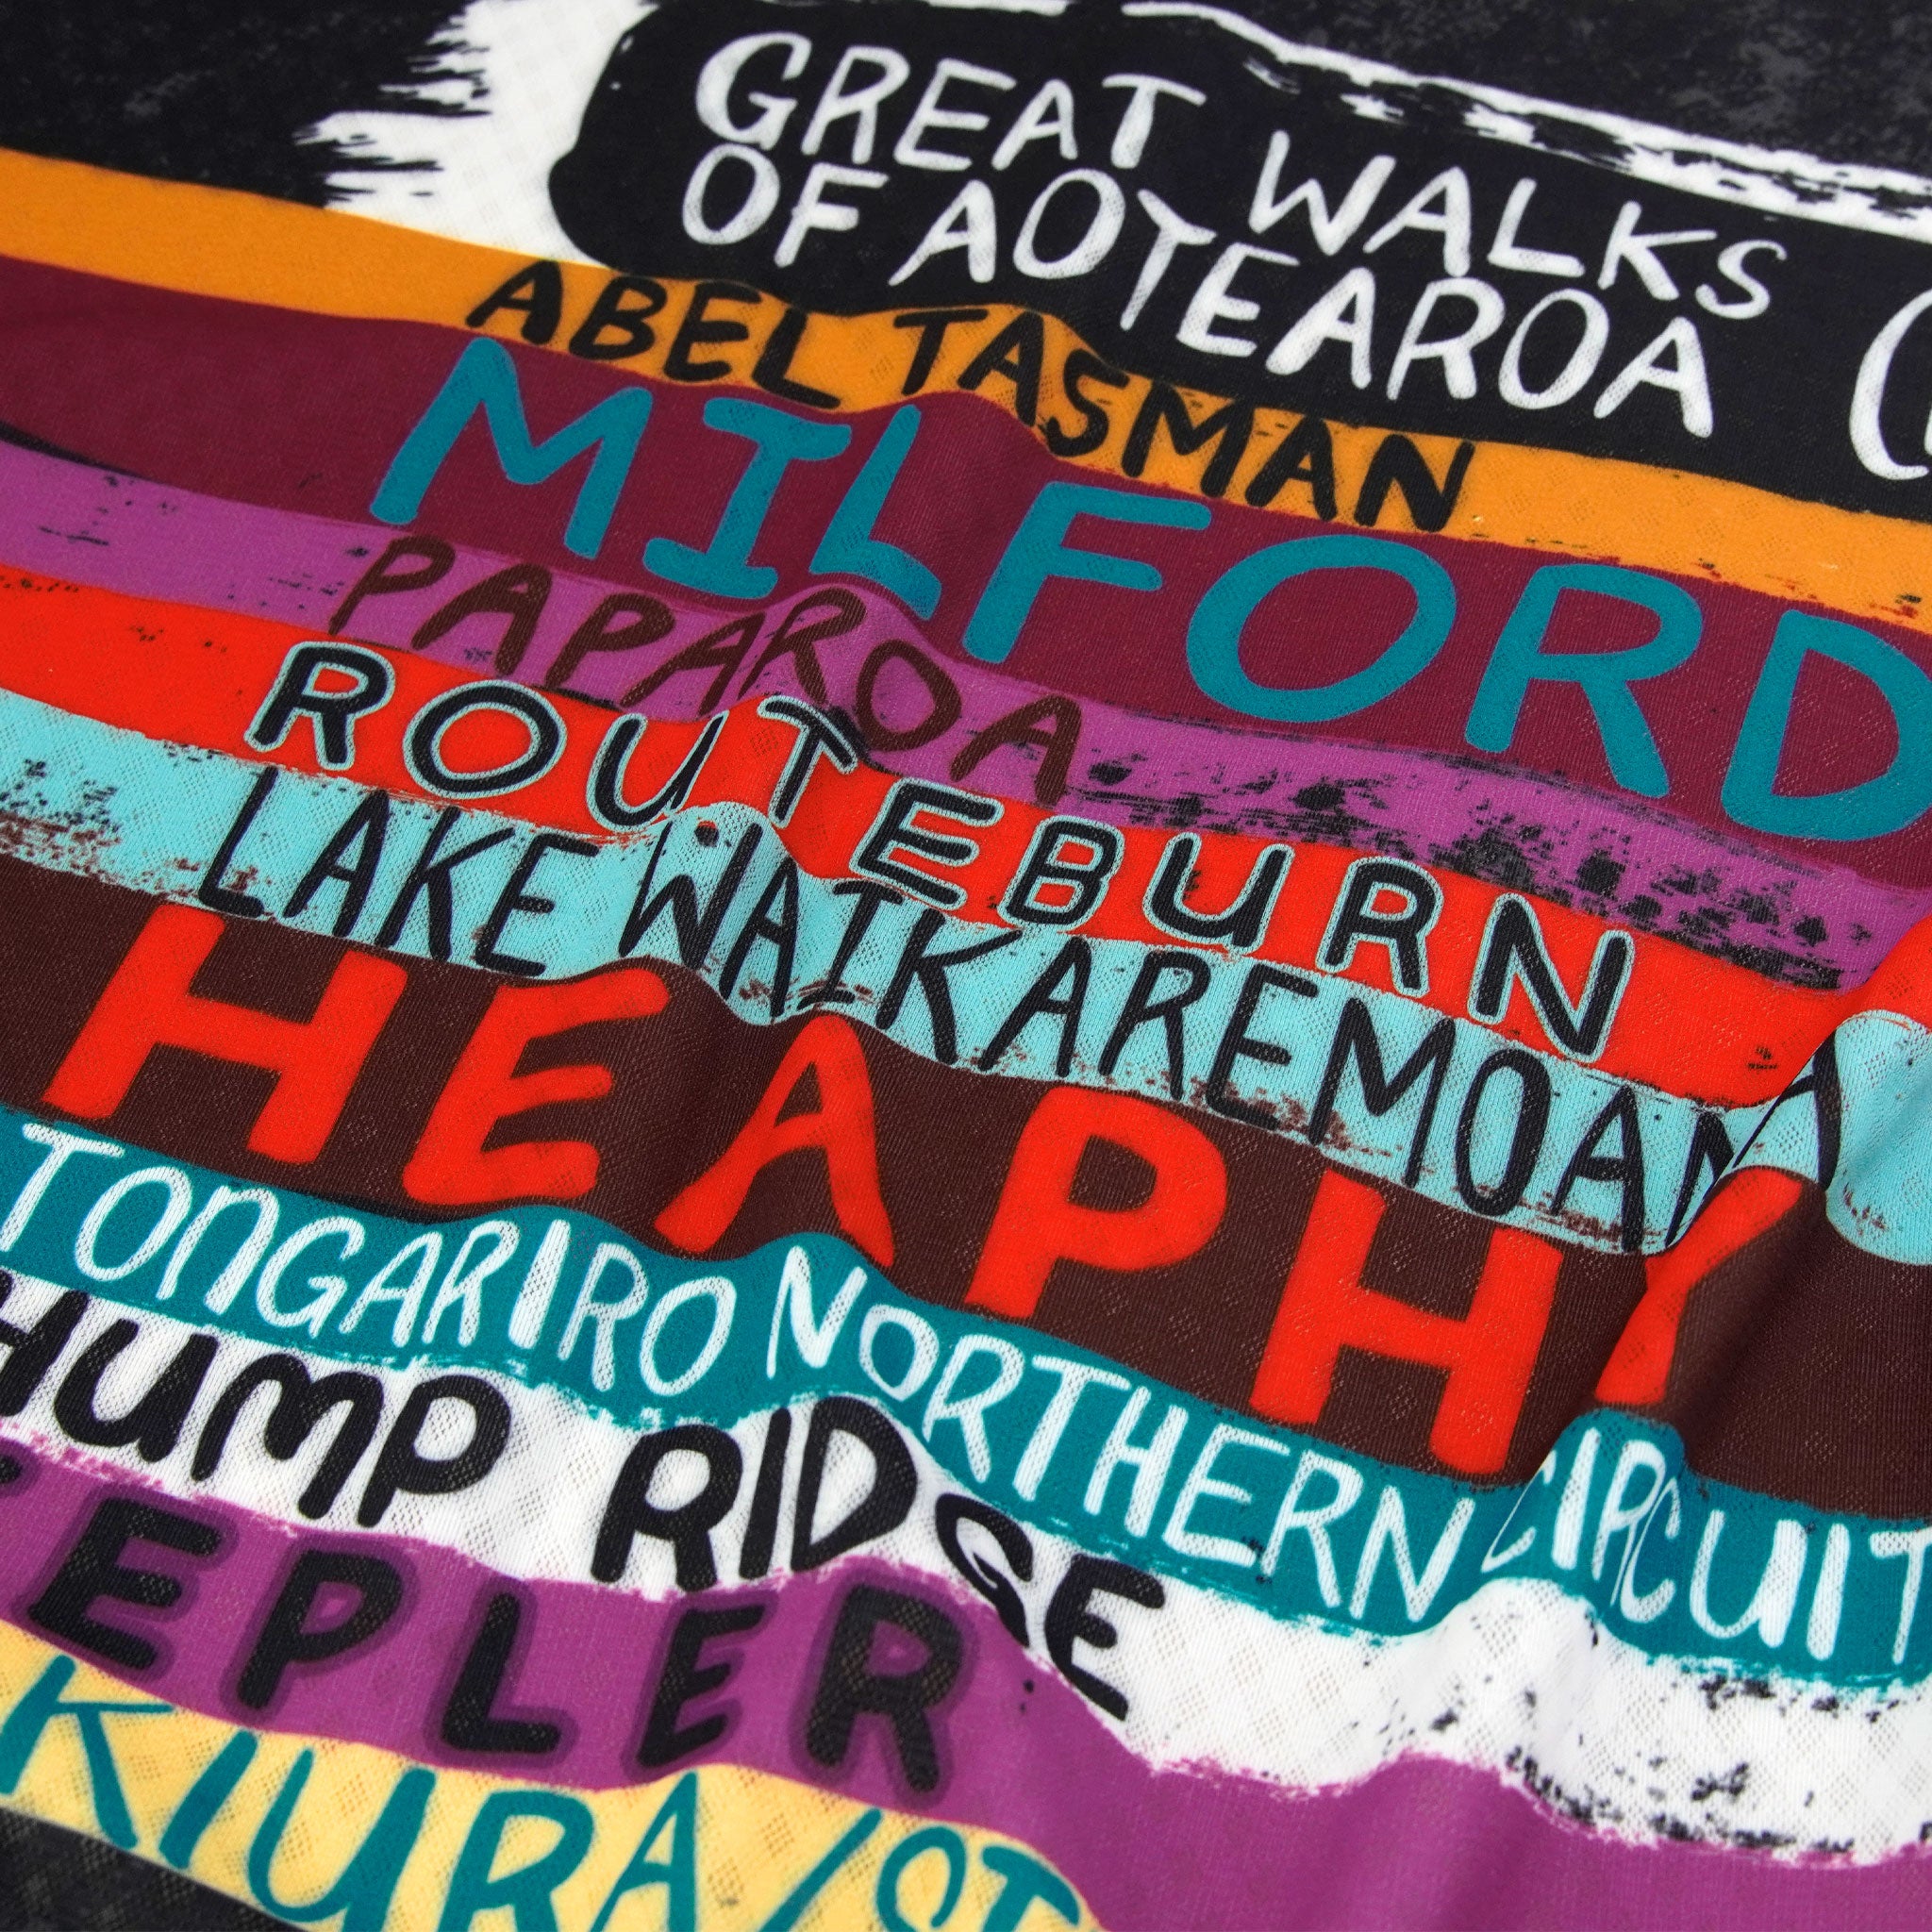 GREAT WALKS
OF AOTEAROA
ABEL TASMAN
MILFORD
PAPAROA
ROUTEBURN
LAKE WAIKAREMOANA
HEAPHY
TONGARIRO NORTHERN CIRCUIT
HUMP RIDGE
EPLER
KIURA/ST